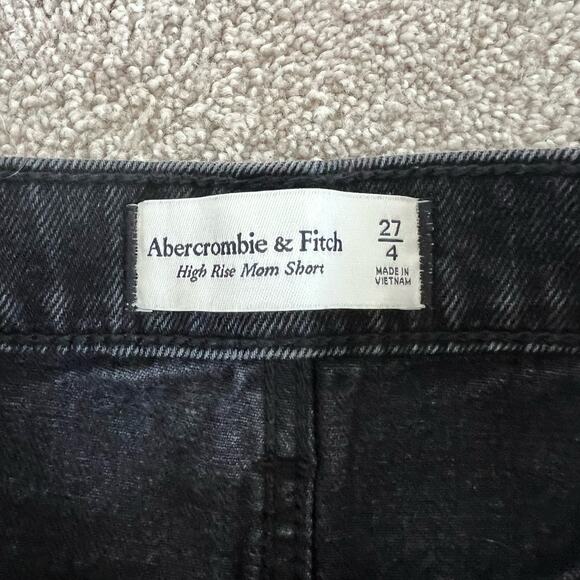 Abercrombie & Fitch
High Rise Mom Short
27
4
MADE IN
VIETNAM